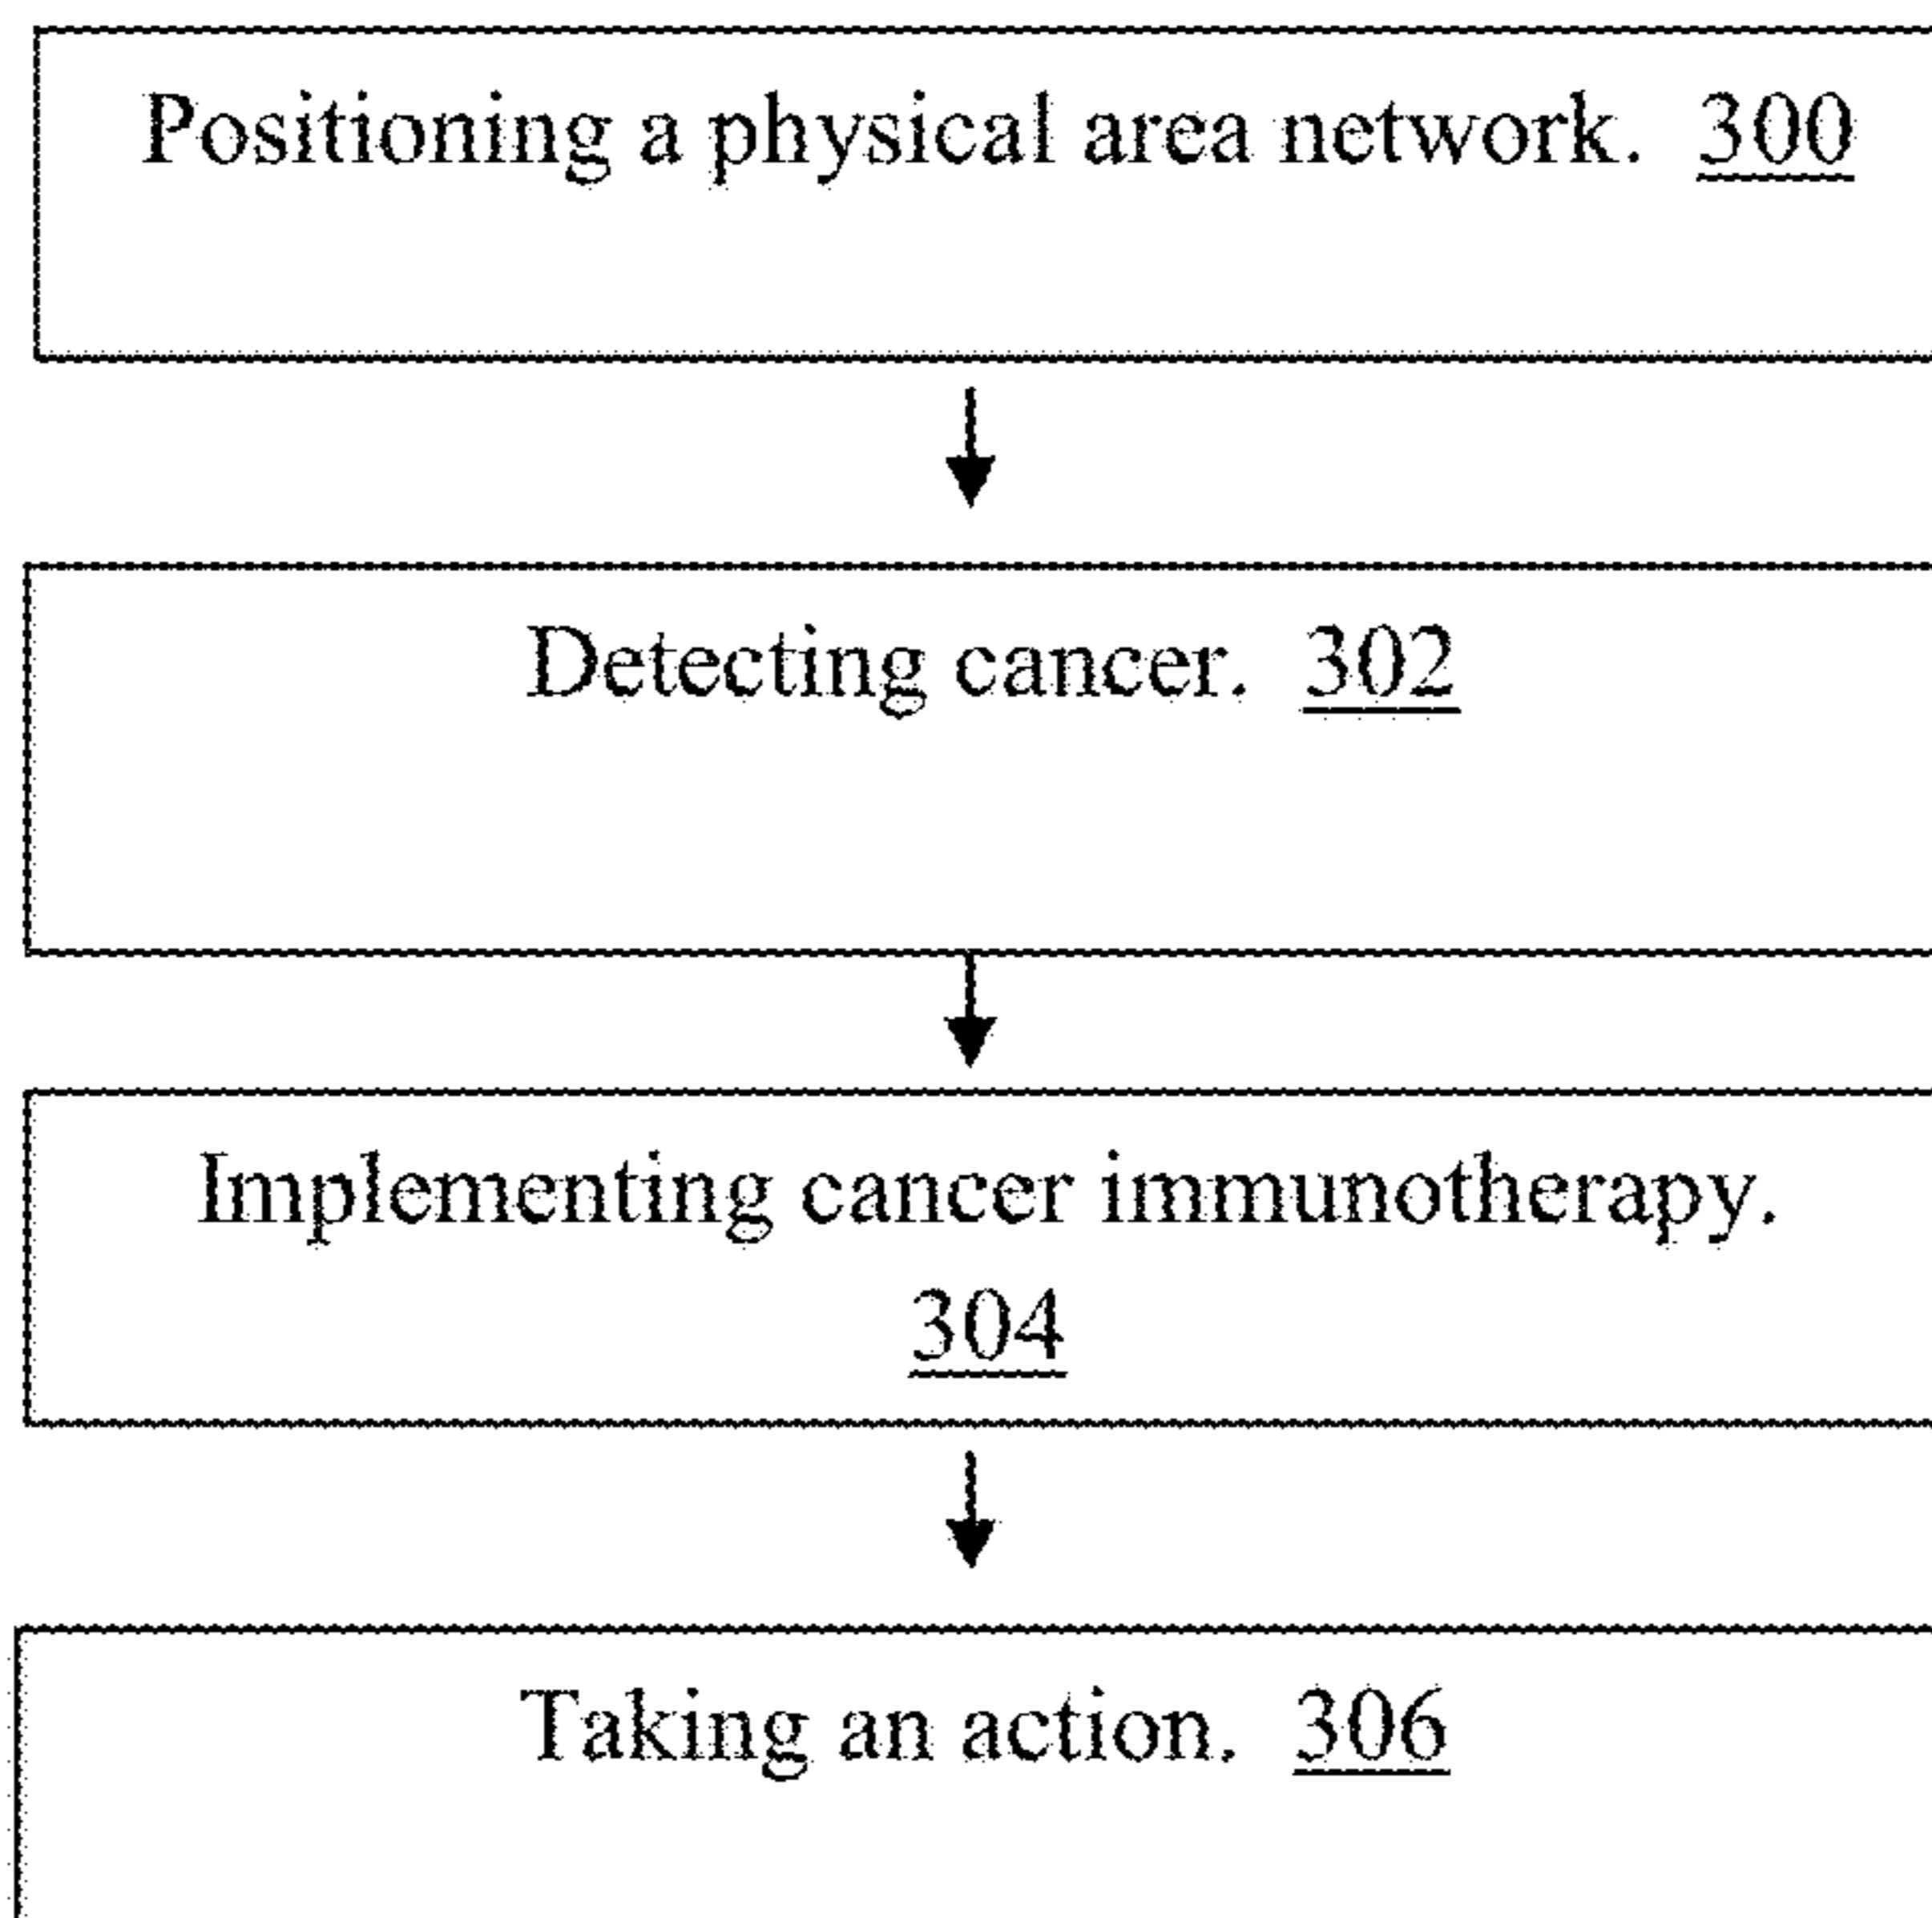 Positioning a physical area network. 300
Detecting cancer. 302
Implementing cancer immunotherapy.
304
Taking an action. 306